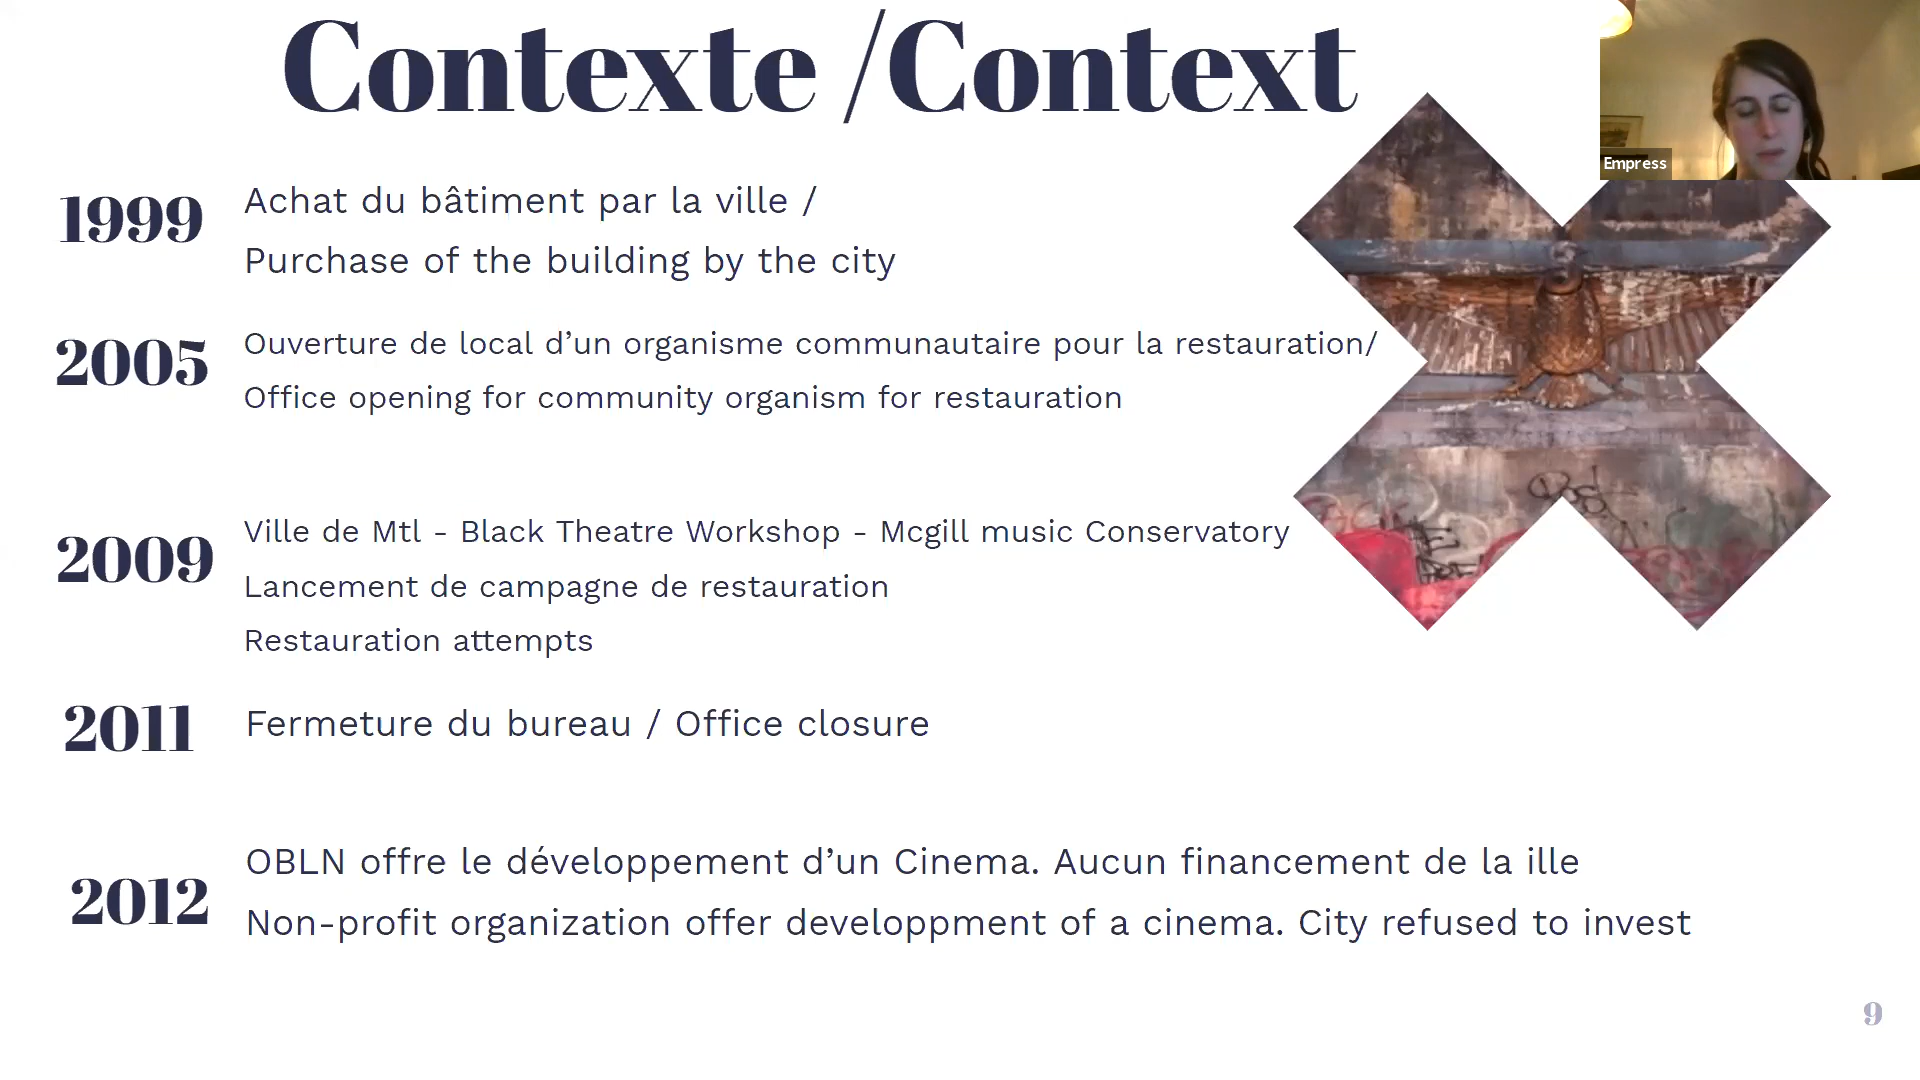 Contexte /Context
Empress
1999
Achat du bâtiment par la ville /
Purchase of the building by the city
2005
Ouverture de local d’un organisme communautaire pour la restauration/
Office opening for community organism for restauration
2009
Ville de Mtl - Black Theatre Workshop - Mcgill music Conservatory
Lancement de campagne de restauration
Restauration attempts
2011
Fermeture du bureau / Office closure
2012
OBLN offre le développement d’un Cinema. Aucun financement de la ille
Non-profit organization offer developpment of a cinema. City refused to invest
9